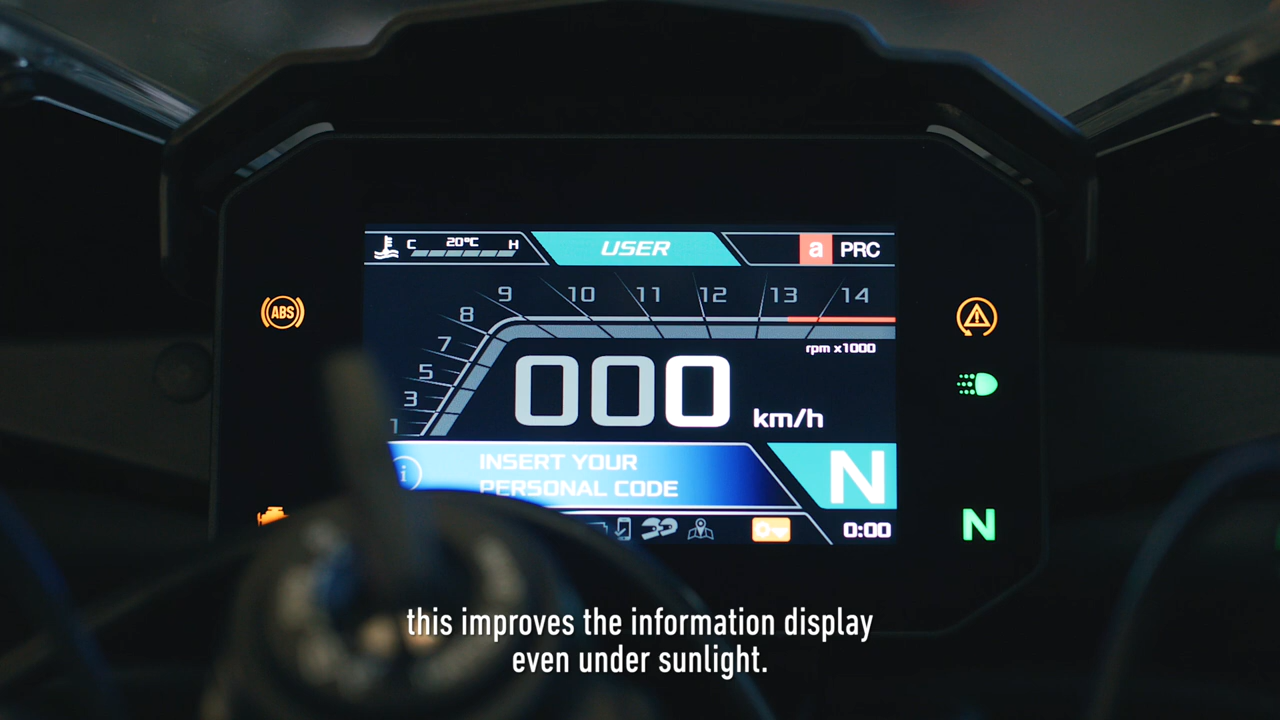 C 20°C H
USER
a PRC
9 10 11 12 13 14
8
7
5
3
1
rpm x1000
000 km/h
ABS
INSERT YOUR
PERSONAL CODE
N
0:00
N
this improves the information display
even under sunlight.